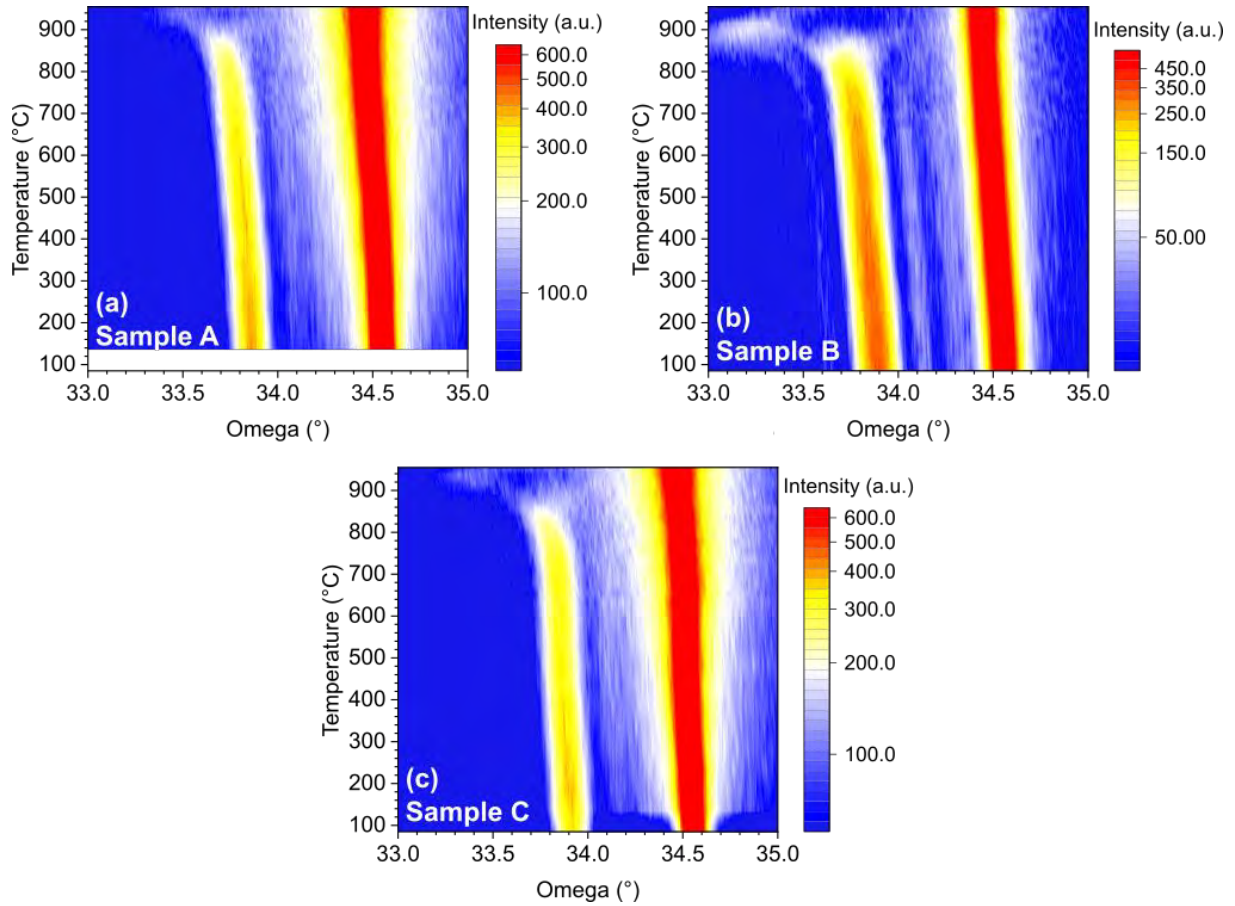 Intensity (a.u.)
600.0
500.0
400.0
300.0
200.0
100.0
Temperature (°C)
900
800
700
600
500
400
300
200
100
(a)
Sample A
33.0 33.5 34.0 34.5 35.0
Omega (°)
Intensity (a.u.)
450.0
350.0
250.0
150.0
50.00
Temperature (°C)
900
800
700
600
500
400
300
200
100
(b)
Sample B
33.0 33.5 34.0 34.5 35.0
Omega (°)
Intensity (a.u.)
600.0
500.0
400.0
300.0
200.0
100.0
Temperature (°C)
900
800
700
600
500
400
300
200
100
(c)
Sample C
33.0 33.5 34.0 34.5 35.0
Omega (°)